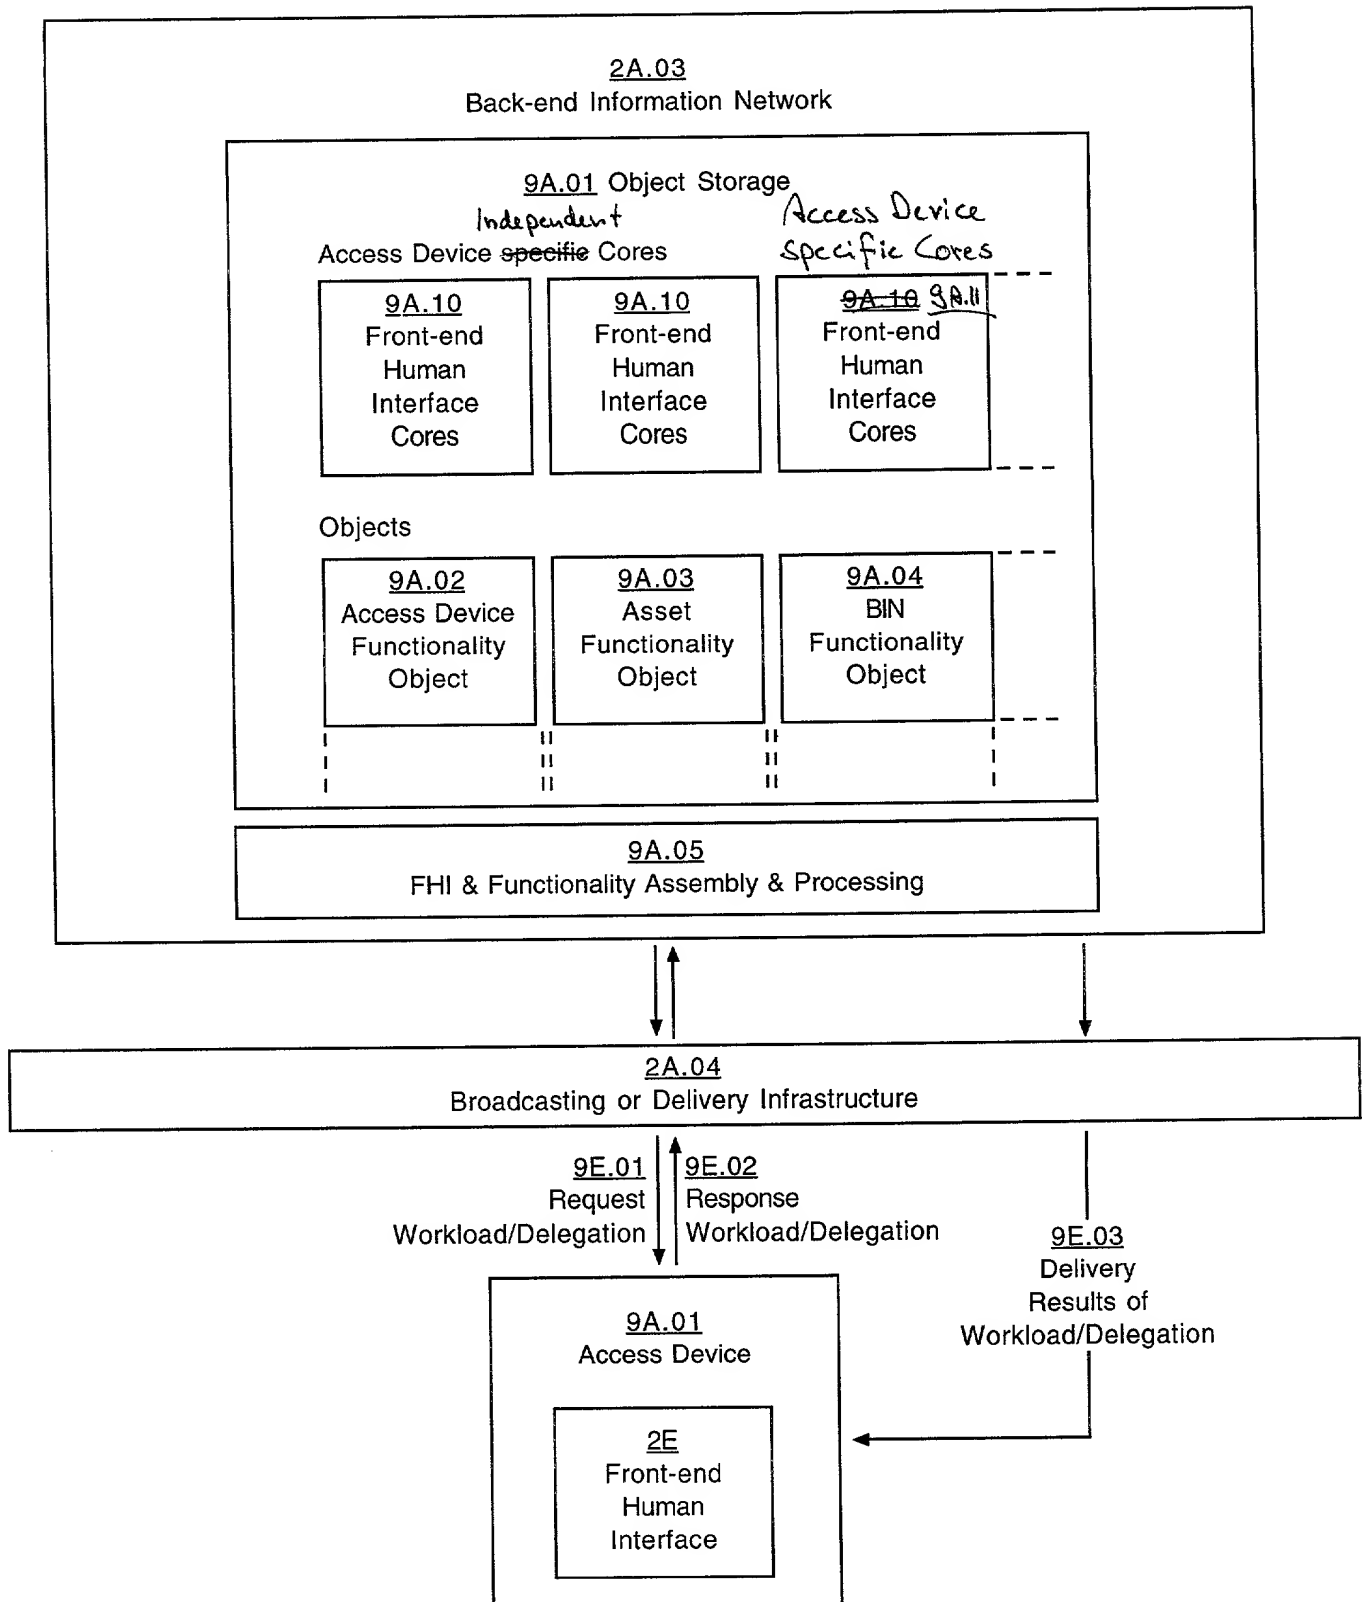 2A.03
Back-end Information Network
9A.01 Object Storage
Independent
Access Device specific Cores
Access Device
specific Cores
9A.10
Front-end
Human
Interface
Cores
9A.10
Front-end
Human
Interface
Cores
9A.10 9A.11
Front-end
Human
Interface
Cores
Objects
9A.02
Access Device
Functionality
Object
9A.03
Asset
Functionality
Object
9A.04
BIN
Functionality
Object
9A.05
FHI & Functionality Assembly & Processing
2A.04
Broadcasting or Delivery Infrastructure
9E.01
Request
Workload/Delegation
9E.02
Response
Workload/Delegation
9E.03
Delivery
Results of
Workload/Delegation
9A.01
Access Device
2E
Front-end
Human
Interface